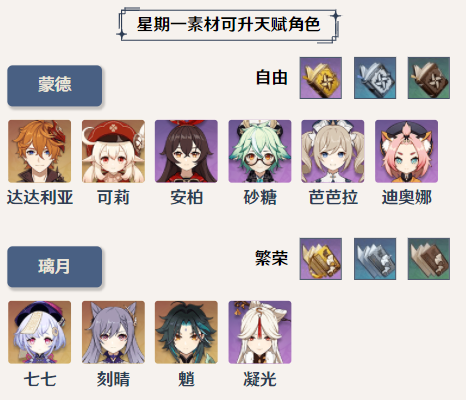 星期一素材可升天赋角色
蒙德
自由
达达利亚 可莉 安柏 砂糖 芭芭拉 迪奥娜
璃月
繁荣
七七 刻晴 魈 凝光